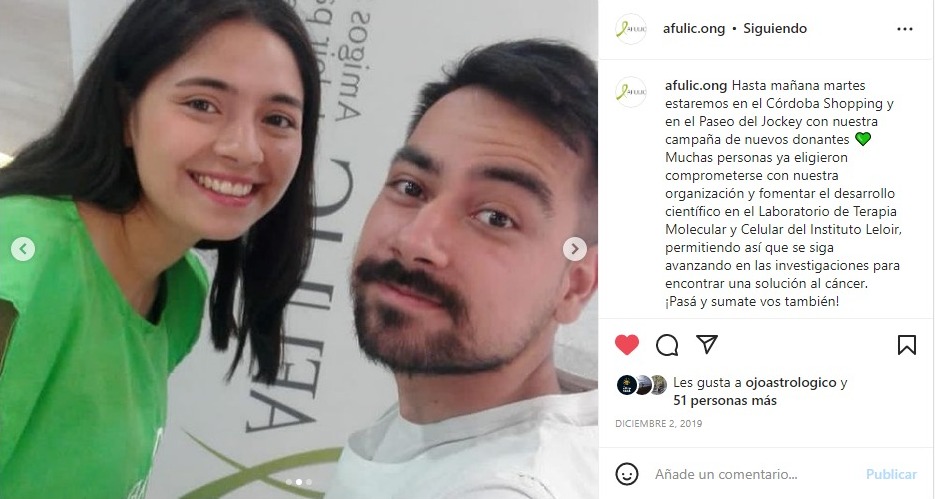 afulic.ong • Siguiendo
AFULIC
AFULIC
afulic.ong Hasta mañana martes
estaremos en el Córdoba Shopping y
en el Paseo del Jockey con nuestra
campaña de nuevos donantes 💚
Muchas personas ya eligieron
comprometerse con nuestra
organización y fomentar el desarrollo
científico en el Laboratorio de Terapia
Molecular y Celular del Instituto Leloir,
permitiendo así que se siga
avanzando en las investigaciones para
encontrar una solución al cáncer.
¡Pasá y sumate vos también!
Les gusta a ojoastrologico y
51 personas más
DICIEMBRE 2, 2019
Añade un comentario...
Publicar
AFULIC
Amigos